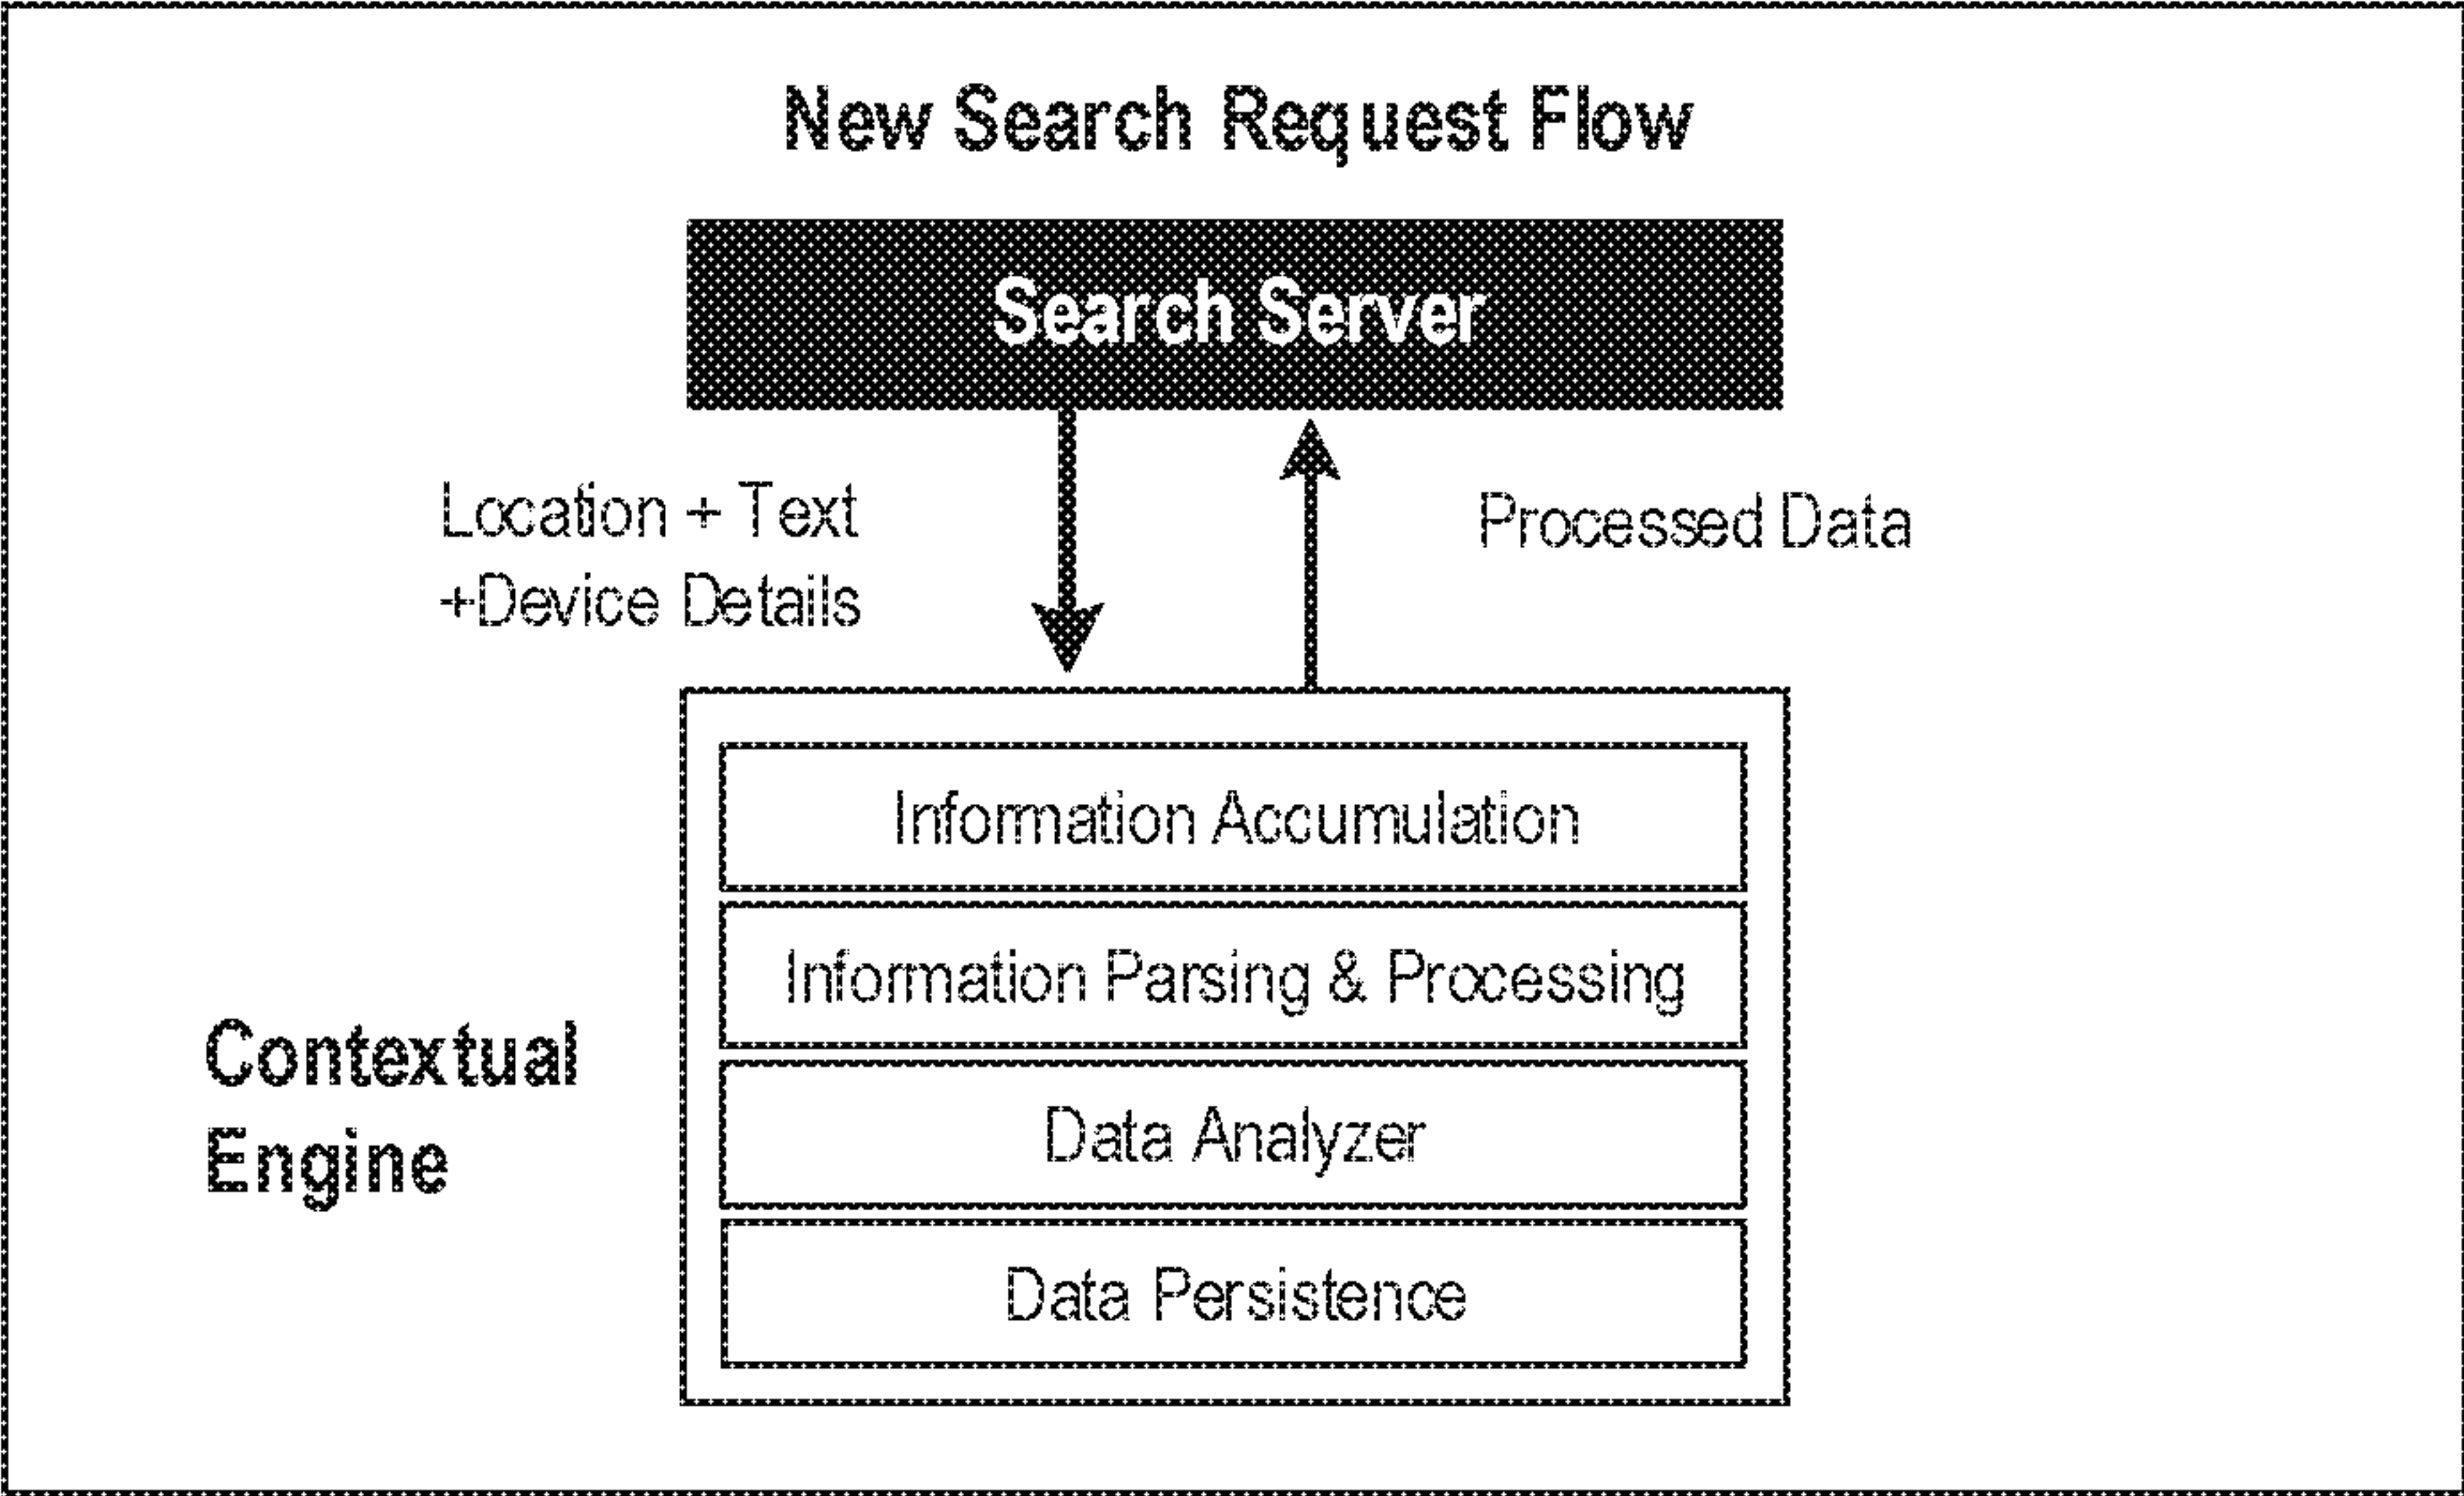 New Search Request Flow
Search Server
Location + Text
+Device Details
Processed Data
Information Accumulation
Information Parsing & Processing
Contextual
Engine
Data Analyzer
Data Persistence